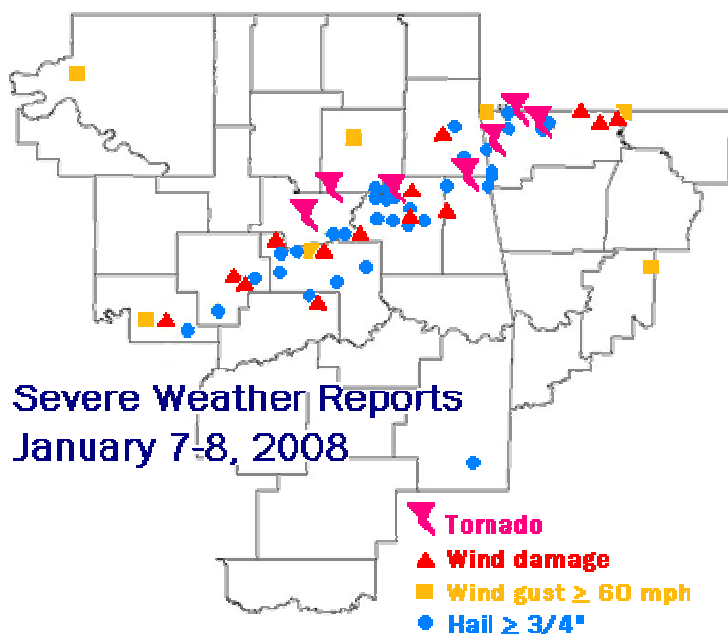 Severe Weather Reports
January 7-8, 2008
Tornado
Wind damage
Wind gust ≥ 60 mph
Hail ≥ 3/4"